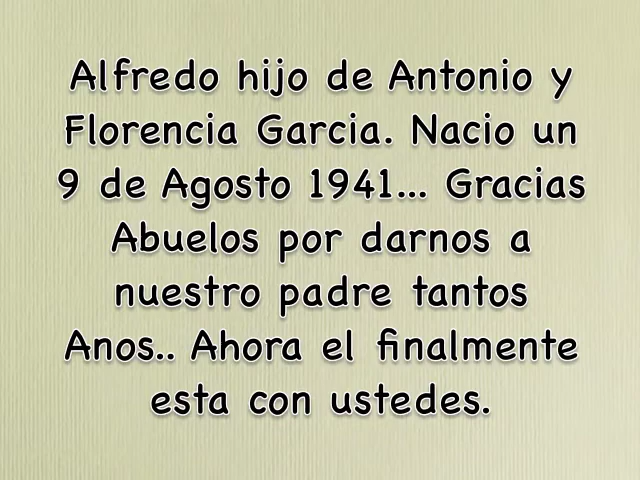 Alfredo hijo de Antonio y
Florencia Garcia. Nacio un
9 de Agosto 1941... Gracias
Abuelos por darnos a
nuestro padre tantos
Anos.. Ahora el finalmente
esta con ustedes.